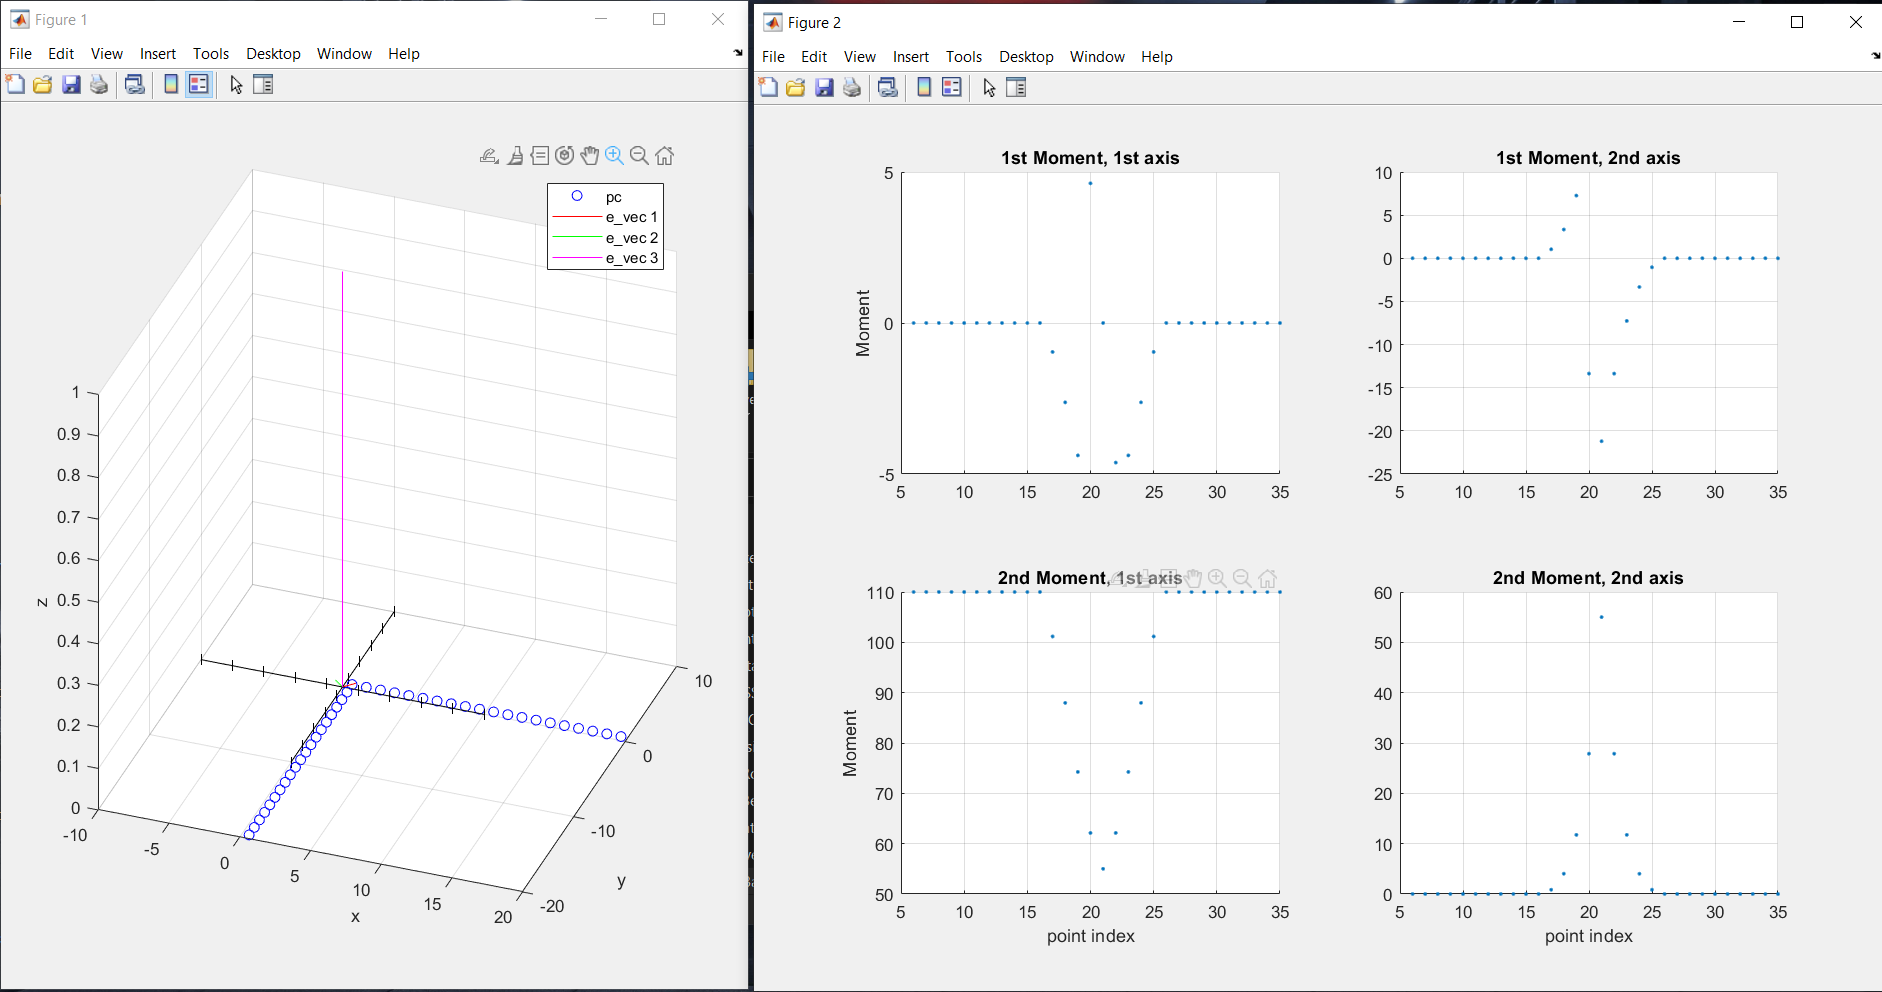 Figure 1
File Edit View Insert Tools Desktop Window Help
pc
e_vec 1
e_vec 2
e_vec 3
1
0.9
0.8
0.7
0.6
0.5
0.4
0.3
0.2
0.1
0
z
-10
-5
0
5
10
15
20
x
-20
-10
0
10
y
Figure 2
File Edit View Insert Tools Desktop Window Help
1st Moment, 1st axis
5
0
-5
Moment
5 10 15 20 25 30 35
1st Moment, 2nd axis
10
5
0
-5
-10
-15
-20
-25
5 10 15 20 25 30 35
2nd Moment, 1st axis
110
100
90
80
70
60
50
Moment
5 10 15 20 25 30 35
point index
2nd Moment, 2nd axis
60
50
40
30
20
10
0
5 10 15 20 25 30 35
point index